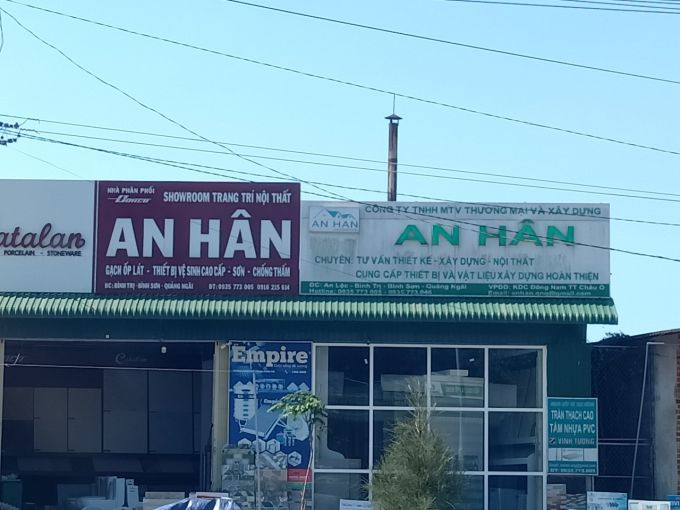 atalan
PORCELAIN - STONEWARE
NHÀ PHÂN PHỐI
SHOWROOM TRANG TRÍ NỘI THẤT
AN HÂN
GẠCH ỐP LÁT - THIẾT BỊ VỆ SINH CAO CẤP - SƠN - CHỐNG THẤM
ĐC: BÌNH TRỊ - BÌNH SƠN - QUẢNG NGÃI ĐT: 0935 773 005
AN HÂN
CÔNG TY TNHH MTV THƯƠNG MẠI VÀ XÂY DỰNG
AN HÂN
CHUYÊN: TƯ VẤN THIẾT KẾ - XÂY DỰNG - NỘI THẤT
CUNG CẤP THIẾT BỊ VÀ VẬT LIỆU XÂY DỰNG HOÀN THIỆN
ĐC: An Lộc - Bình Trị - Bình Sơn - Quảng Ngãi
Hotline: 0935 773 005
VPĐD: KDC Đông Nam TT Châu Ổ
Empire
TRẦN THẠCH CAO
TẤM NHỰA PVC
VĨNH TƯỜNG